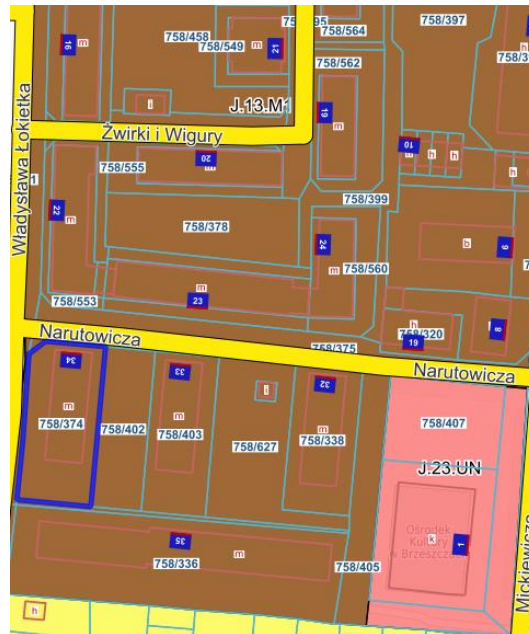 16
758/458
758/549
m
m
21
758/564
758/397
h
758/562
i
J.13.M1
19
m
Żwirki i Wigury
10
h
h
h
Władysława Łokietka
758/555
20
m
22
m
758/378
758/399
24
m
758/560
b
9
758/553
23
m
h
758/320
19
8
Narutowicza
758/375
Narutowicza
34
33
i
32
m
758/374
758/402
m
758/403
758/627
m
758/338
758/407
J.23.UN
Ośrodek
Kultury
w Brzeszczach
k
1
35
m
758/336
758/405
h
Mickiewicza